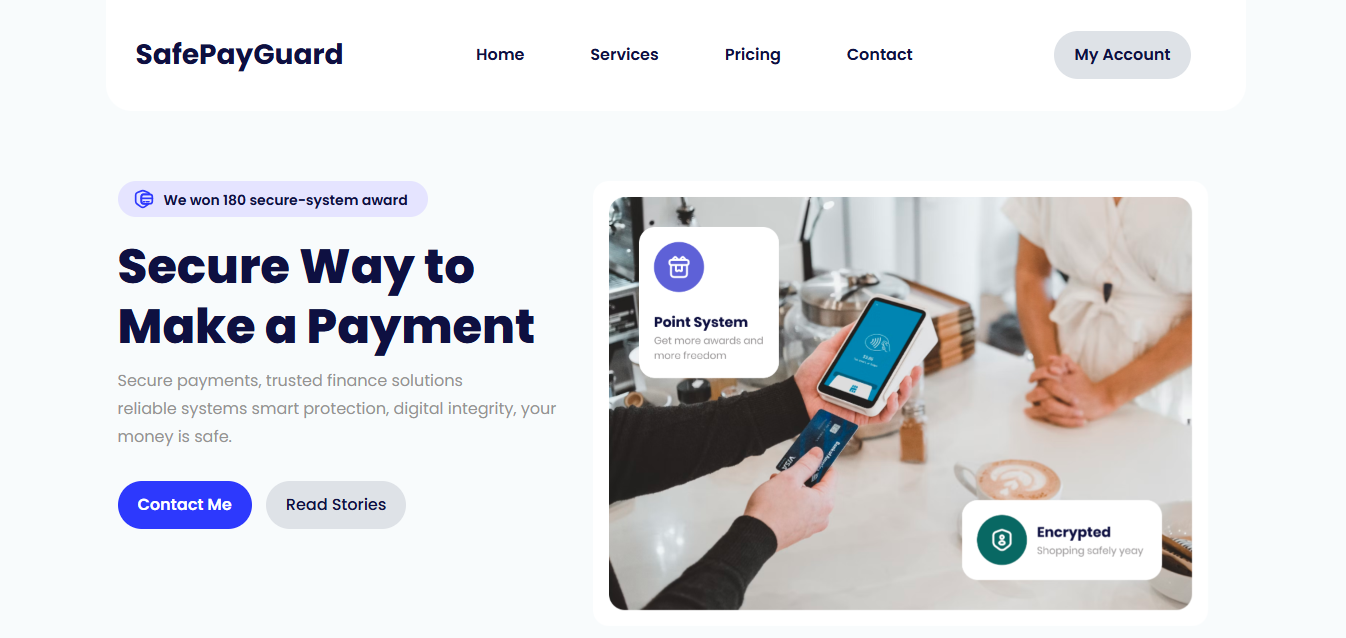 SafePayGuard
Home
Services
Pricing
Contact
My Account
We won 180 secure-system award
Secure Way to
Make a Payment
Secure payments, trusted finance solutions
reliable systems smart protection, digital integrity, your
money is safe.
Contact Me
Read Stories
Point System
Get more awards and
more freedom
VISA
Encrypted
Shopping safely yeay